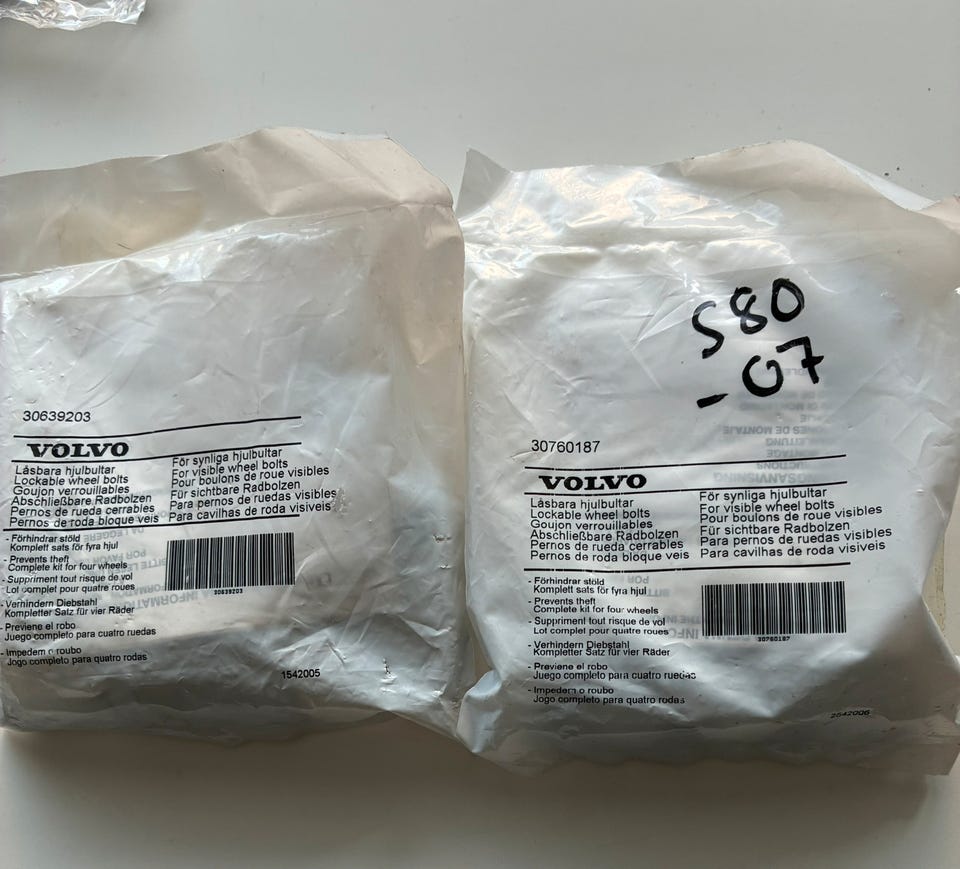 30639203
VOLVO
Låsbara hjulbultar
Lockable wheel bolts
Goujon verrouillables
Abschließbare Radbolzen
Pernos de rueda cerrables
Pernos de roda bloque veis
För synliga hjulbultar
For visible wheel bolts
Pour boulons de roue visibles
Für sichtbare Radbolzen
Para pernos de ruedas visibles
Para cavilhas de roda visiveis
- Förhindrar stöld
Komplett sats för fyra hjul
- Prevents theft
Complete kit for four wheels
- Suppriment tout risque de vol
Lot complet pour quatre roues
- Verhindern Diebstahl
Kompletter Satz für vier Räder
- Previene el robo
Juego completo para cuatro ruedas
- Impedem o roubo
Jogo completo para quatro rodas
30639203
1542005
S80
-07
30760187
VOLVO
Låsbara hjulbultar
Lockable wheel bolts
Goujon verrouillables
Abschließbare Radbolzen
Pernos de rueda cerrables
Pernos de roda bloque veis
För synliga hjulbultar
For visible wheel bolts
Pour boulons de roue visibles
Für sichtbare Radbolzen
Para pernos de ruedas visibles
Para cavilhas de roda visiveis
- Förhindrar stöld
Komplett sats för fyra hjul
- Prevents theft
Complete kit for four wheels
- Suppriment tout risque de vol
Lot complet pour quatre roues
- Verhindern Diebstahl
Kompletter Satz für vier Räder
- Previene el robo
Juego completo para cuatro ruedas
- Impedem o roubo
Jogo completo para quatro rodas
30760187
2542006